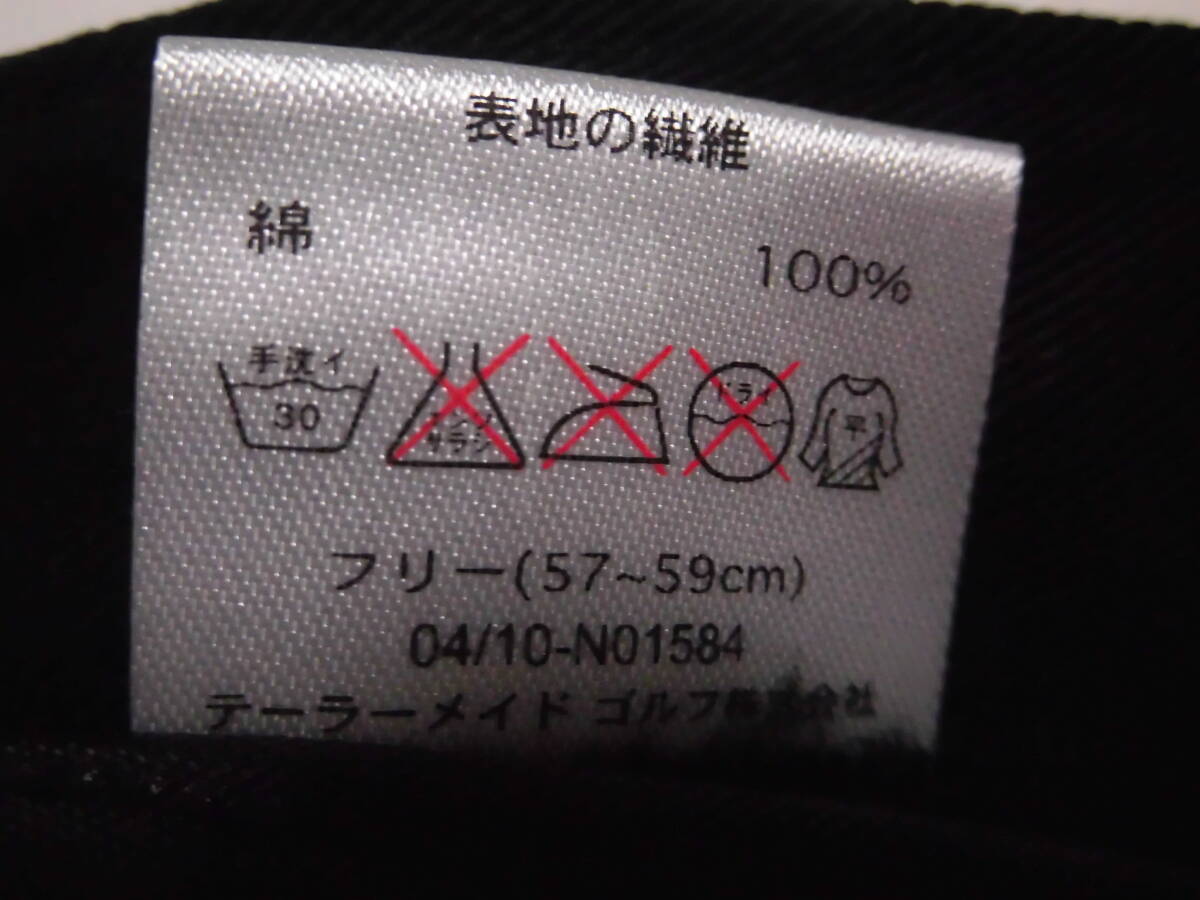 表地の繊維
綿 100%
手洗イ
30
サラシ
ドライ
平
フリー(57~59cm)
04/10-N01584
テーラーメイド ゴルフ株式会社